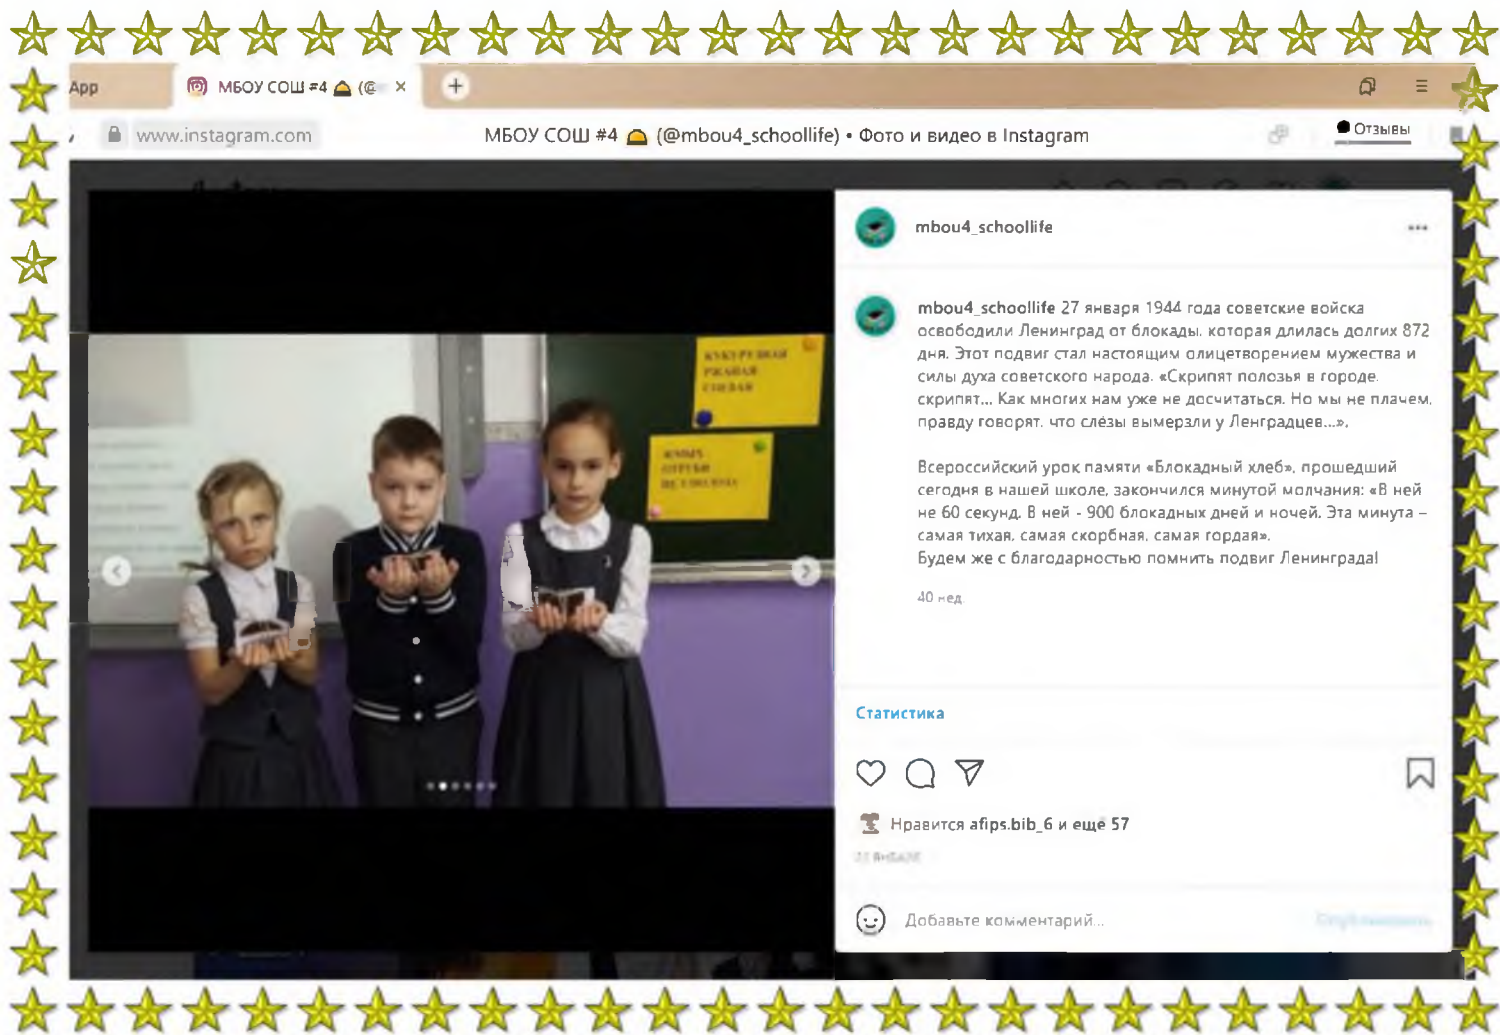 App
МБОУ СОШ #4 (@
www.instagram.com
МБОУ СОШ #4 (@mbou4_schoollife) • Фото и видео в Instagram
Отзывы
mbou4_schoollife
mbou4_schoollife 27 января 1944 года советские войска
освободили Ленинград от блокады, которая длилась долгих 872
дня. Этот подвиг стал настоящим олицетворением мужества и
силы духа советского народа. «Скрипят полозья в городе,
скрипят... Как многих нам уже не досчитаться. Но мы не плачем,
правду говорят, что слёзы вымерзли у Ленградцев...».
Всероссийский урок памяти «Блокадный хлеб», прошедший
сегодня в нашей школе, закончился минутой молчания: «В ней
не 60 секунд. В ней - 900 блокадных дней и ночей. Эта минута –
самая тихая, самая скорбная, самая гордая».
Будем же с благодарностью помнить подвиг Ленинграда!
40 нед.
Статистика
Нравится afips.bib_6 и ещё 57
Добавьте комментарий...